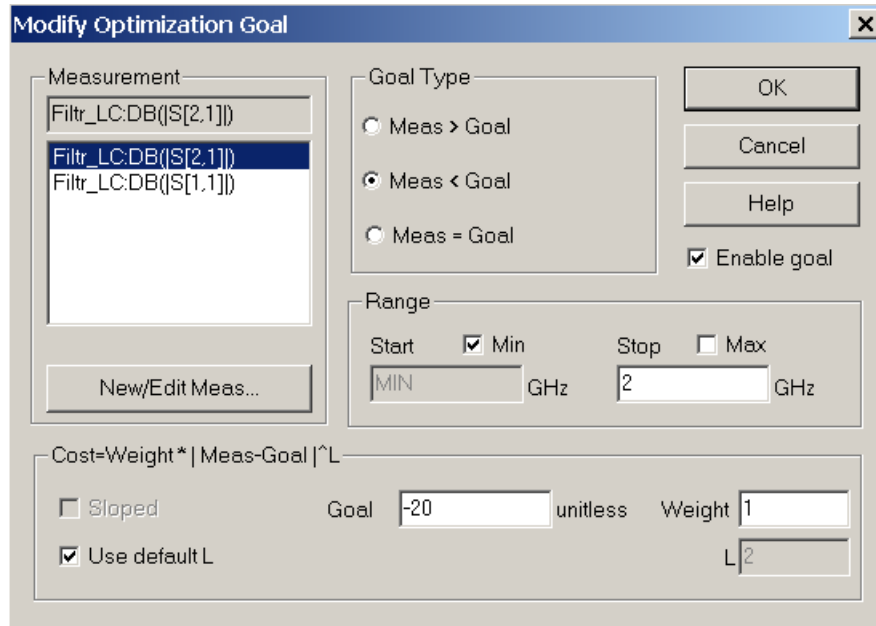 Modify Optimization Goal
Measurement
Filtr_LC:DB(|S[2,1]|)
Filtr_LC:DB(|S[2,1]|)
Filtr_LC:DB(|S[1,1]|)
New/Edit Meas...
Goal Type
Meas > Goal
Meas < Goal
Meas = Goal
OK
Cancel
Help
Enable goal
Range
Start Min Stop Max
MIN GHz 2 GHz
Cost=Weight*|Meas-Goal|^L
Sloped Goal -20 unitless Weight 1
Use default L L 2